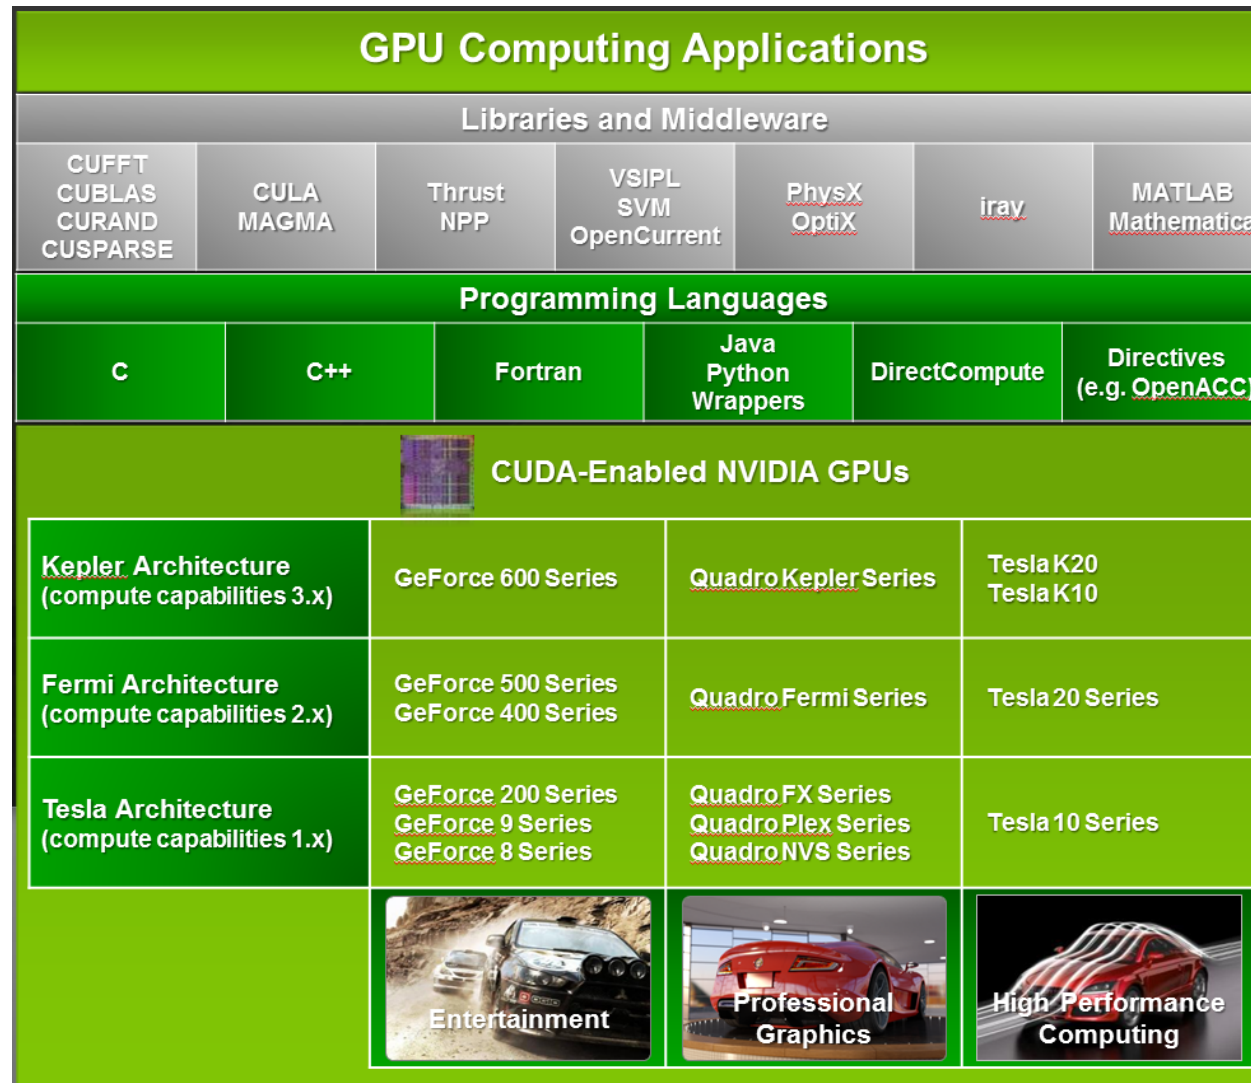 GPU Computing Applications
Libraries and Middleware
CUFFT
CUBLAS
CURAND
CUSPARSE
CULA
MAGMA
Thrust
NPP
VSIPL
SVM
OpenCurrent
PhysX
OptiX
iray
MATLAB
Mathematica
Programming Languages
C
C++
Fortran
Java
Python
Wrappers
DirectCompute
Directives
(e.g. OpenACC)
CUDA-Enabled NVIDIA GPUs
Kepler Architecture
(compute capabilities 3.x)
GeForce 600 Series
Quadro Kepler Series
Tesla K20
Tesla K10
Fermi Architecture
(compute capabilities 2.x)
GeForce 500 Series
GeForce 400 Series
Quadro Fermi Series
Tesla 20 Series
Tesla Architecture
(compute capabilities 1.x)
GeForce 200 Series
GeForce 9 Series
GeForce 8 Series
Quadro FX Series
Quadro Plex Series
Quadro NVS Series
Tesla 10 Series
Entertainment
Professional
Graphics
High Performance
Computing